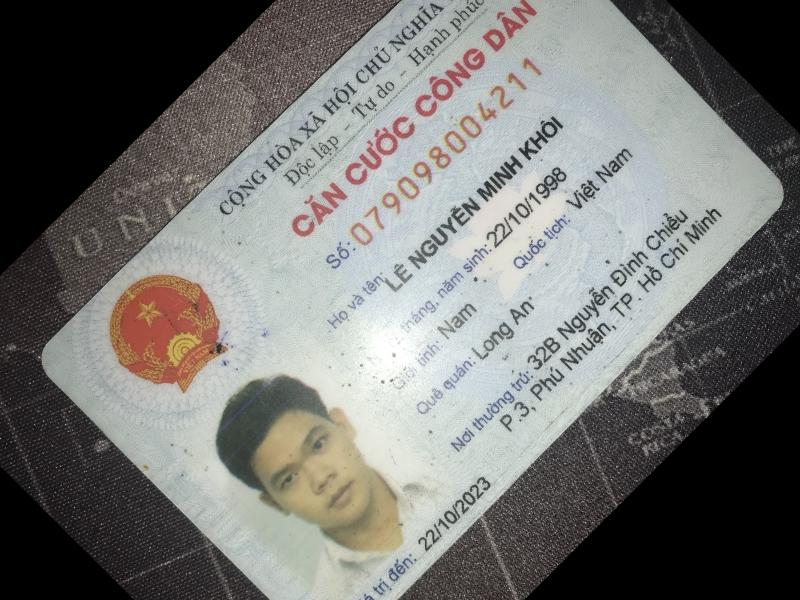 CỘNG HÒA XÃ HỘI CHỦ NGHĨA
Độc lập - Tự do - Hạnh phúc
CĂN CƯỚC CÔNG DÂN
Số: 079098004211
Họ và tên: LÊ NGUYỄN MINH KHÔI
tháng, năm sinh: 22/10/1998
Giới tính: Nam Quốc tịch: Việt Nam
Quê quán: Long An
Nơi thường trú: 32B Nguyễn Đình Chiểu
P.3, Phú Nhuận, TP. Hồ Chí Minh
trị đến: 22/10/2023
UNI
COSTA
RICA